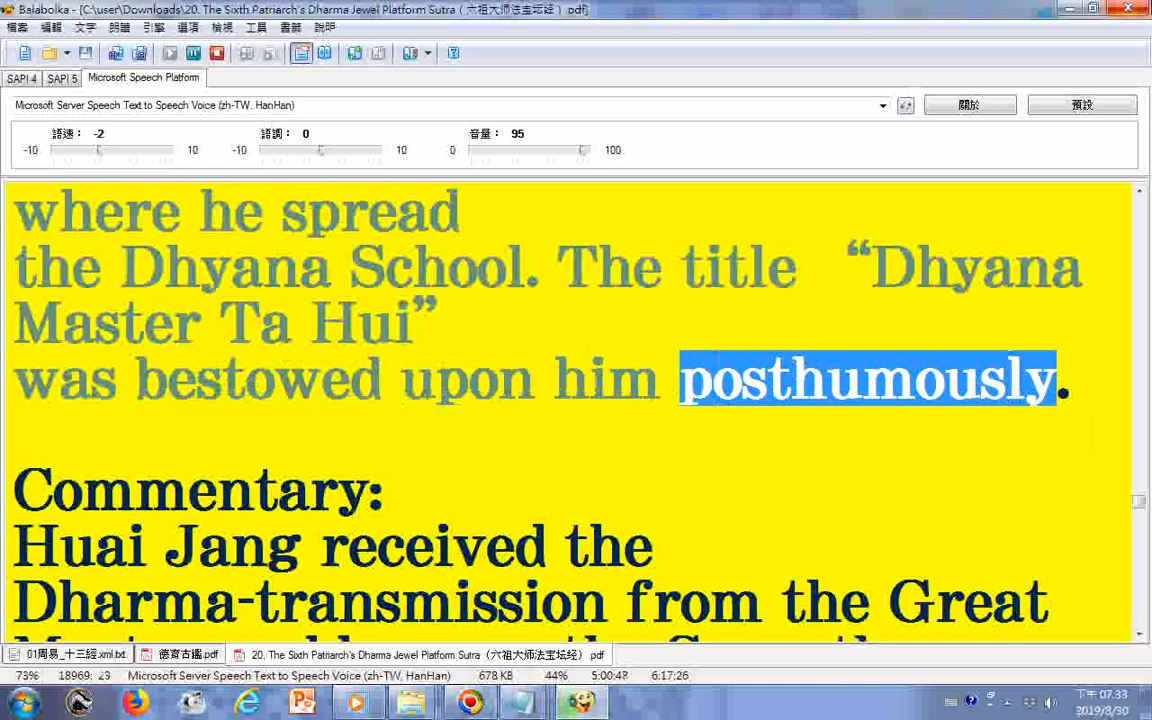 Balabolka - [C:\user\Downloads\20. The Sixth Patriarch's Dharma Jewel Platform Sutra（六祖大师法宝坛经）.pdf]
檔案 編輯 文字 朗讀 引擎 選項 檢視 工具 書籤 說明
SAPI 4 SAPI 5 Microsoft Speech Platform
Microsoft Server Speech Text to Speech Voice (zh-TW, HanHan) 關於 預設
語速： -2 語調： 0 音量： 95
-10 10 -10 10 0 100
where he spread
the Dhyana School. The title “Dhyana
Master Ta Hui”
was bestowed upon him posthumously.
Commentary:
Huai Jang received the
Dharma-transmission from the Great
01周易_十三經.xml.txt 德育古鑑.pdf 20. The Sixth Patriarch's Dharma Jewel Platform Sutra（六祖大师法宝坛经）.pdf
73% 18969: 23 Microsoft Server Speech Text to Speech Voice (zh-TW, HanHan) 678 KB 44% 5:00:48 6:17:26
下午 07:33
2019/8/30